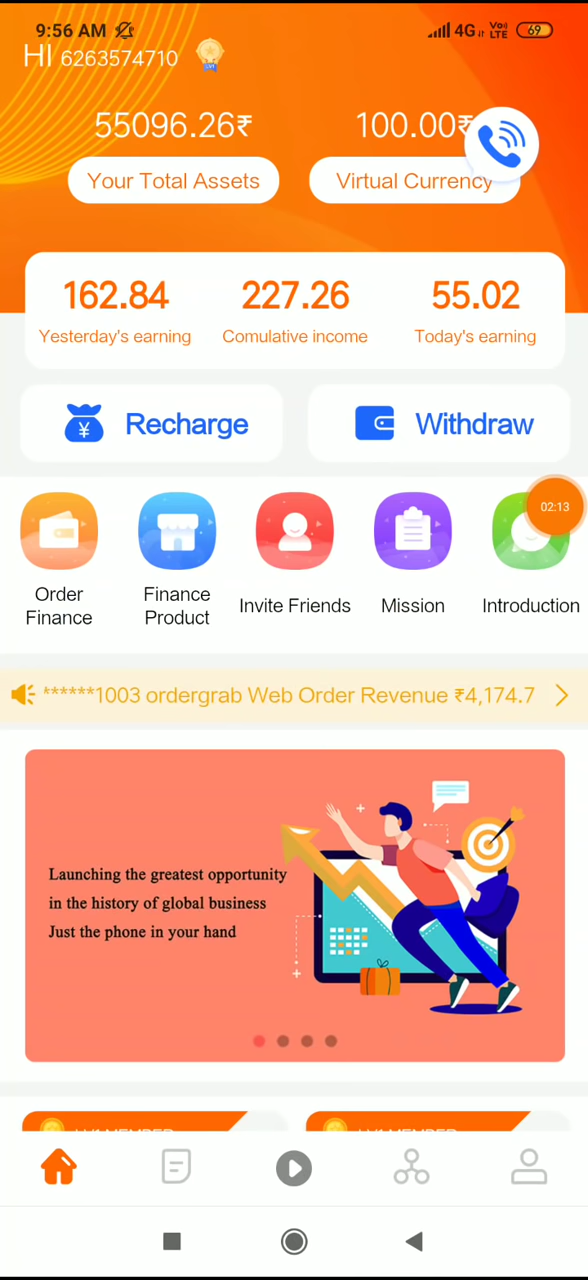 9:56 AM 4G Vo) LTE 69
HI 6263574710
55096.26₹ 100.00₹
Your Total Assets Virtual Currency
162.84 227.26 55.02
Yesterday's earning Comulative income Today's earning
¥ Recharge Withdraw
02:13
Order Finance
Finance Product
Invite Friends
Mission
Introduction
******1003 ordergrab Web Order Revenue ₹4,174.7
Launching the greatest opportunity
in the history of global business
Just the phone in your hand